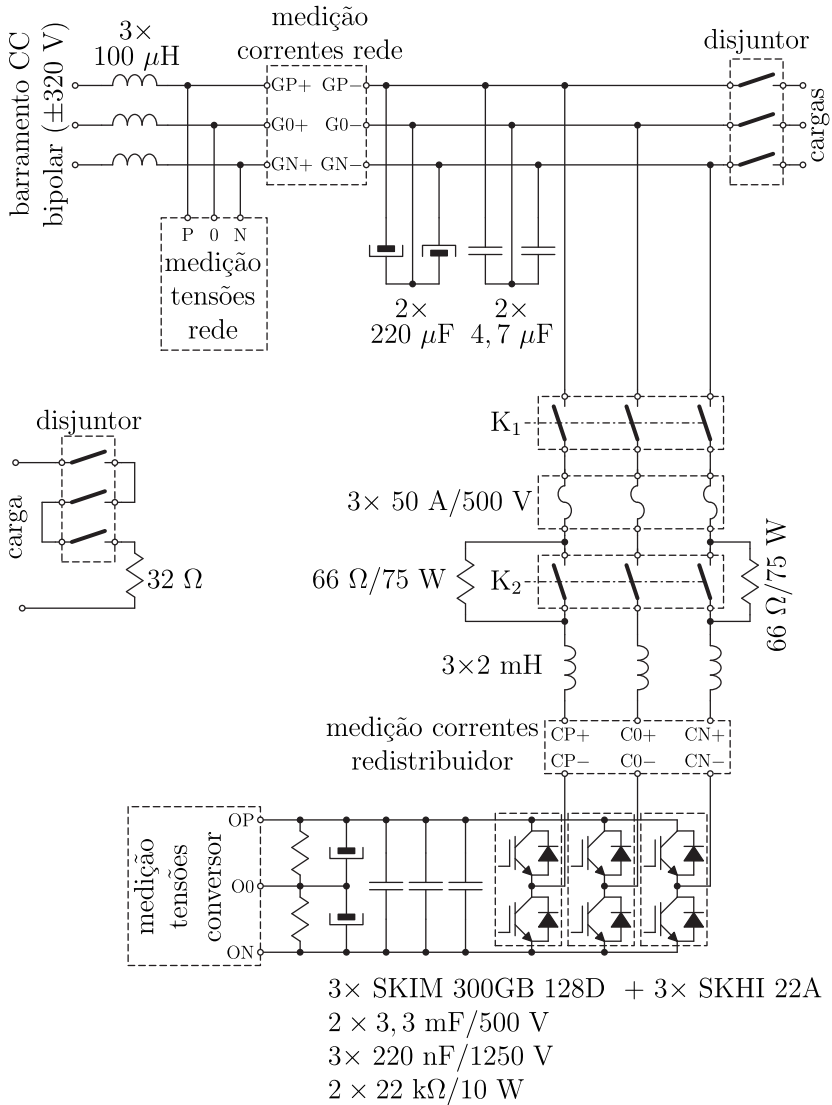 medição
correntes rede
disjuntor
3×
100 µH
barramento CC
bipolar (±320 V)
GP+ GP−
G0+ G0−
GN+ GN−
cargas
P 0 N
medição
tensões
rede
2×
220 µF
2×
4, 7 µF
disjuntor
carga
32 Ω
K1
3× 50 A/500 V
66 Ω/75 W
K2
66 Ω/75 W
3×2 mH
medição correntes
redistribuidor
CP+ C0+ CN+
CP− C0− CN−
medição
tensões
conversor
OP
O0
ON
3× SKIM 300GB 128D + 3× SKHI 22A
2 × 3, 3 mF/500 V
3× 220 nF/1250 V
2 × 22 kΩ/10 W